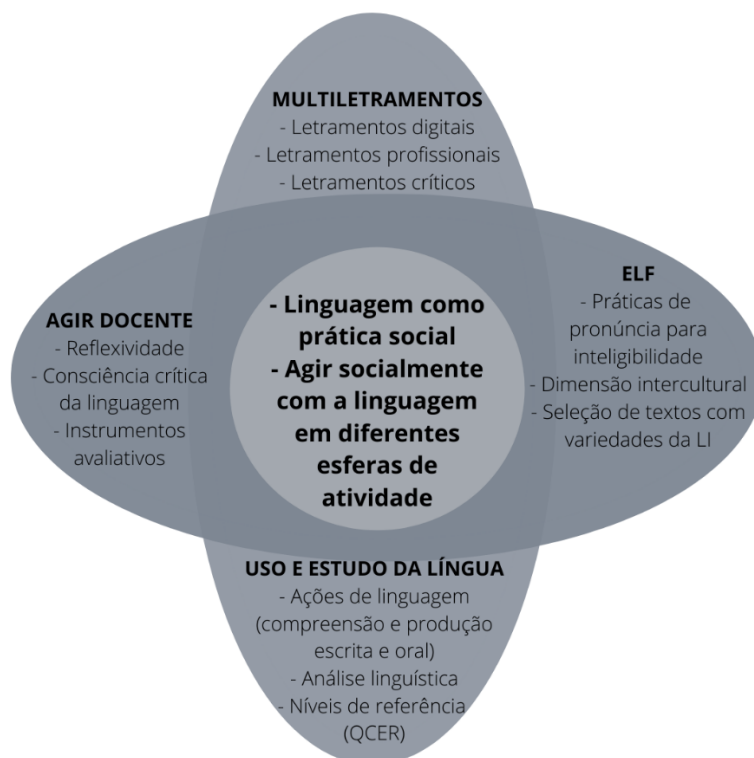 MULTILETRAMENTOS
- Letramentos digitais
- Letramentos profissionais
- Letramentos críticos
AGIR DOCENTE
- Reflexividade
- Consciência crítica
da linguagem
- Instrumentos
avaliativos
- Linguagem como
prática social
- Agir socialmente
com a linguagem
em diferentes
esferas de
atividade
ELF
- Práticas de
pronúncia para
inteligibilidade
- Dimensão intercultural
- Seleção de textos com
variedades da LI
USO E ESTUDO DA LÍNGUA
- Ações de linguagem
(compreensão e produção
escrita e oral)
- Análise linguística
- Níveis de referência
(QCER)